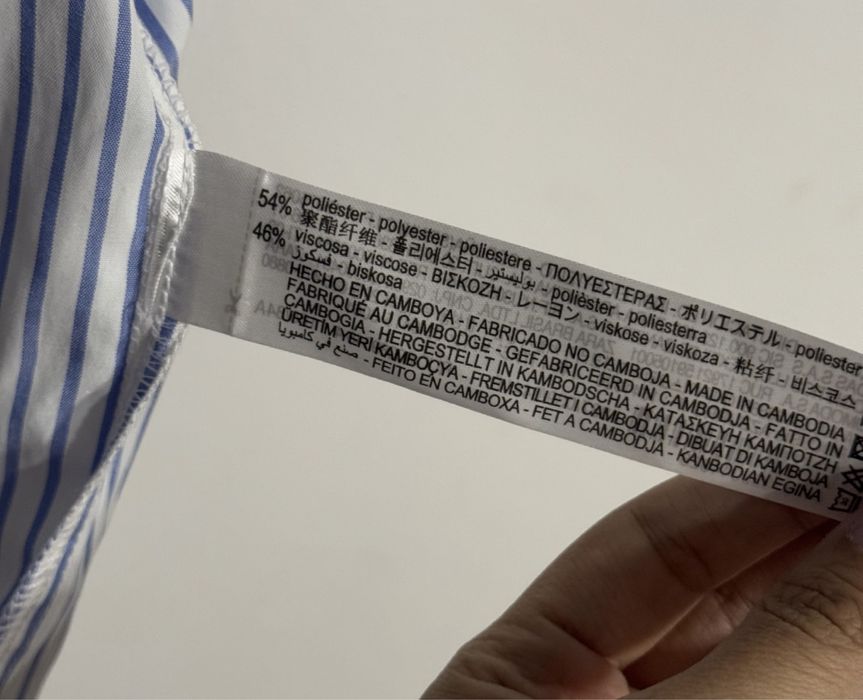 54% poliéster - polyester - poliestere - ΠΟΛΥΕΣΤΕΡΑΣ - ポリエステル - poliester
聚酯纤维 - 폴리에스터 - بوليستير - polièster - poliesterra
46% viscosa - viscose - ΒΙΣΚΟΖΗ - レーヨン - viskose - viskoza - 粘纤 - 비스코스
فسكوز - biskosa
HECHO EN CAMBOYA - FABRICADO NO CAMBOJA - MADE IN CAMBODIA
FABRIQUÉ AU CAMBODGE - GEFABRICEERD IN CAMBODJA - FATTO IN
CAMBOGIA - HERGESTELLT IN KAMBODSCHA - ΚΑΤΑΣΚΕΥΗ ΚΑΜΠΟΤΖΗ
ÜRETİM YERİ KAMBOÇYA - FREMSTILLET I CAMBODJA - DIBUAT DI KAMBOJA
صنع في كامبوديا - FEITO EN CAMBOXA - FET A CAMBODJA - KANBODIAN EGINA